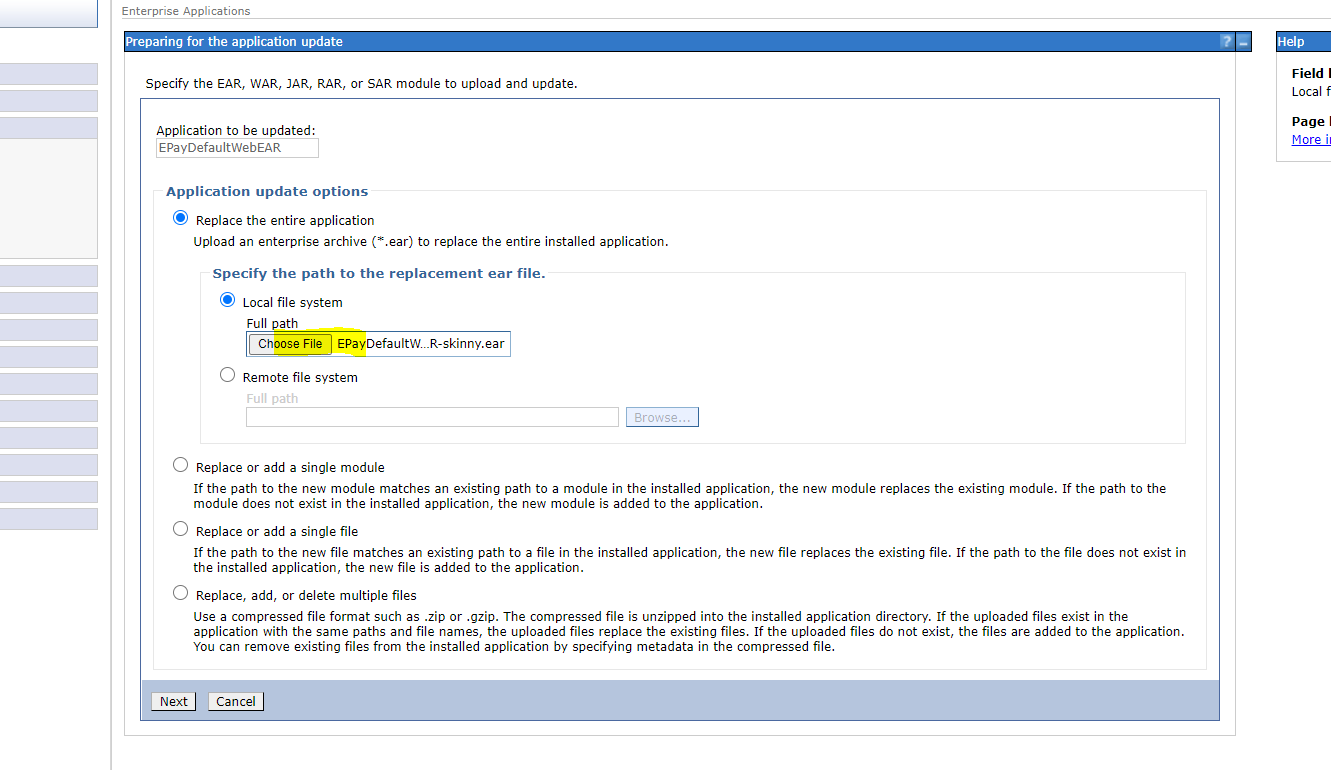 Enterprise Applications
Preparing for the application update
?
Help
Specify the EAR, WAR, JAR, RAR, or SAR module to upload and update.
Field
Local f
Page
More i
Application to be updated:
EPayDefaultWebEAR
Application update options
Replace the entire application
Upload an enterprise archive (*.ear) to replace the entire installed application.
Specify the path to the replacement ear file.
Local file system
Full path
Choose File EPayDefaultW...R-skinny.ear
Remote file system
Full path
Browse...
Replace or add a single module
If the path to the new module matches an existing path to a module in the installed application, the new module replaces the existing module. If the path to the
module does not exist in the installed application, the new module is added to the application.
Replace or add a single file
If the path to the new file matches an existing path to a file in the installed application, the new file replaces the existing file. If the path to the file does not exist in
the installed application, the new file is added to the application.
Replace, add, or delete multiple files
Use a compressed file format such as .zip or .gzip. The compressed file is unzipped into the installed application directory. If the uploaded files exist in the
application with the same paths and file names, the uploaded files replace the existing files. If the uploaded files do not exist, the files are added to the application.
You can remove existing files from the installed application by specifying metadata in the compressed file.
Next Cancel